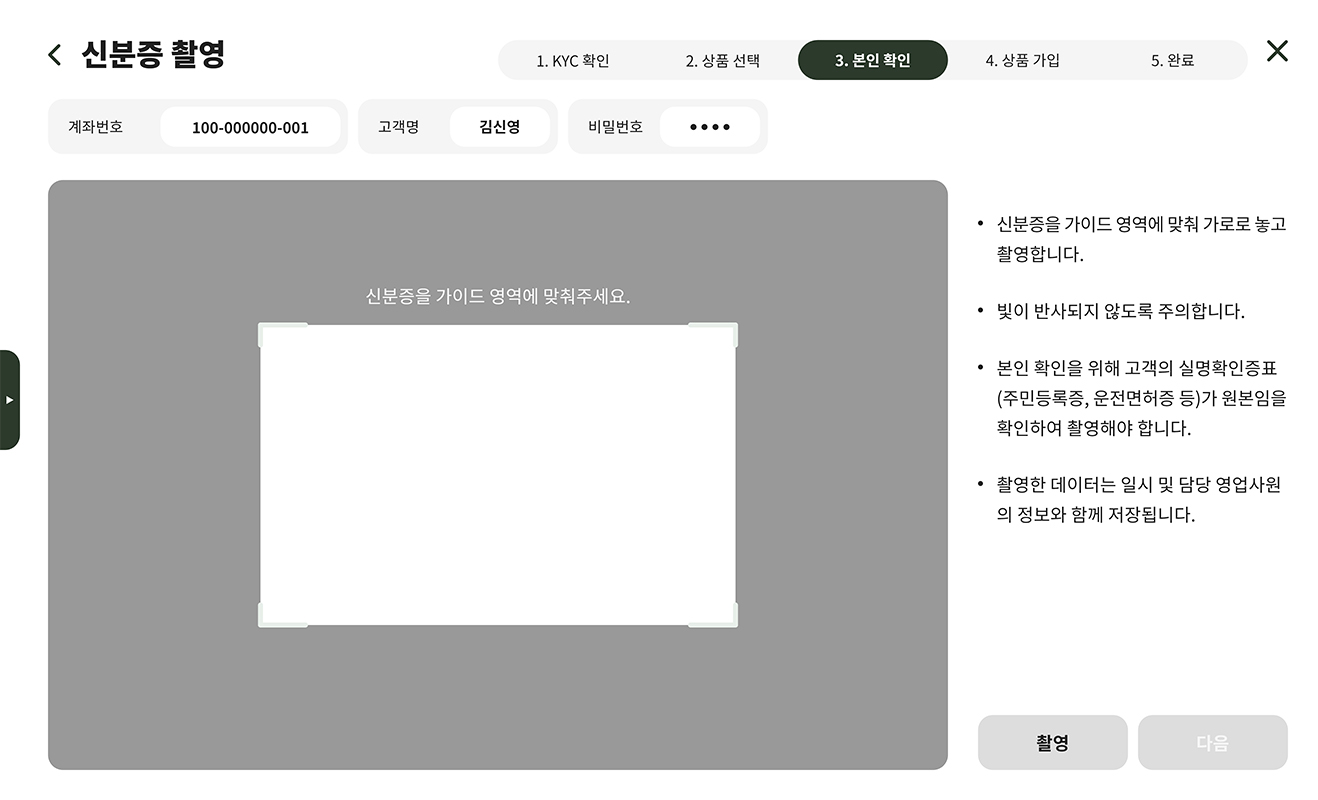 신분증 촬영
1. KYC 확인
2. 상품 선택
3. 본인 확인
4. 상품 가입
5. 완료
계좌번호
100-000000-001
고객명
김신영
비밀번호
••••
신분증을 가이드 영역에 맞춰주세요.
• 신분증을 가이드 영역에 맞춰 가로로 놓고
촬영합니다.
• 빛이 반사되지 않도록 주의합니다.
• 본인 확인을 위해 고객의 실명확인증표
(주민등록증, 운전면허증 등)가 원본임을
확인하여 촬영해야 합니다.
• 촬영한 데이터는 일시 및 담당 영업사원
의 정보와 함께 저장됩니다.
촬영
다음